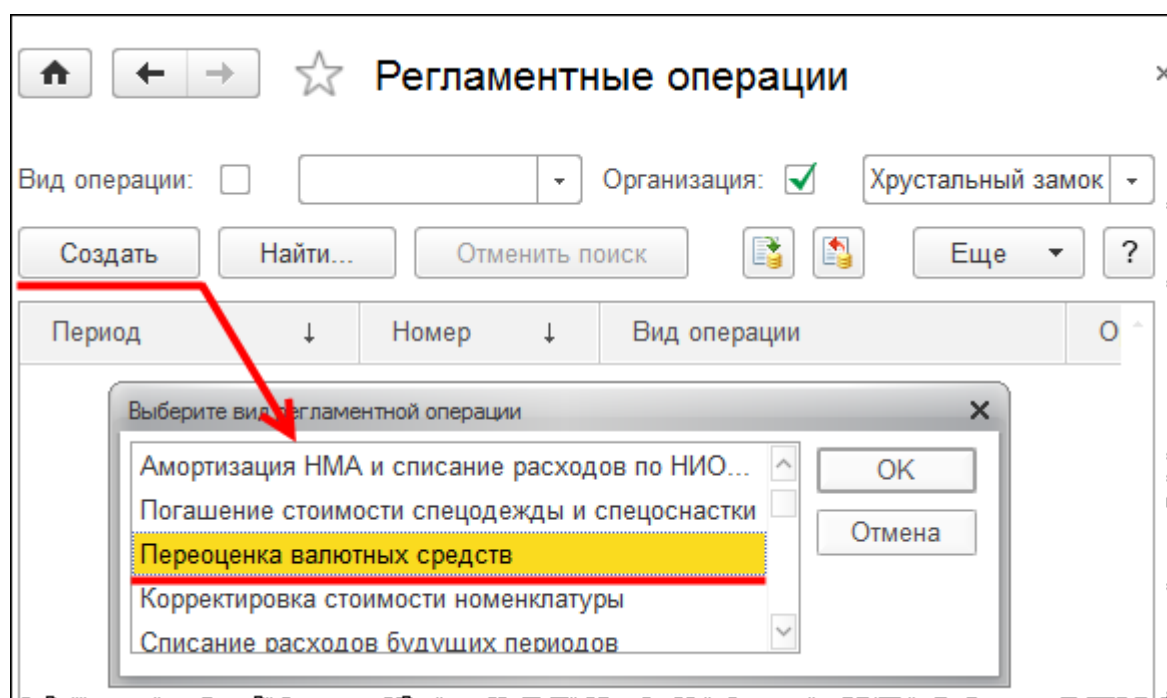 Регламентные операции
Вид операции: Организация: Хрустальный замок
Создать Найти... Отменить поиск Еще ?
Период Номер Вид операции О
Выберите вид регламентной операции
Амортизация НМА и списание расходов по НИО...
Погашение стоимости спецодежды и спецоснастки
Переоценка валютных средств
Корректировка стоимости номенклатуры
Списание расходов будущих периодов
ОК
Отмена